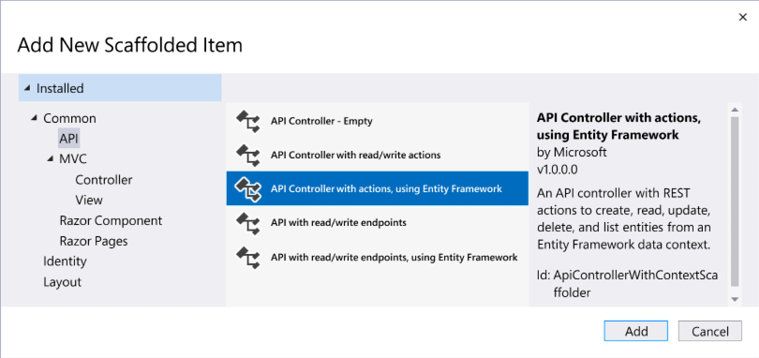 Add New Scaffolded Item
Installed
Common
API
MVC
Controller
View
Razor Component
Razor Pages
Identity
Layout
API Controller - Empty
API Controller with read/write actions
API Controller with actions, using Entity Framework
API with read/write endpoints
API with read/write endpoints, using Entity Framework
API Controller with actions,
using Entity Framework
by Microsoft
v1.0.0.0
An API controller with REST
actions to create, read, update,
delete, and list entities from an
Entity Framework data context.
Id: ApiControllerWithContextSca
ffolder
Add
Cancel